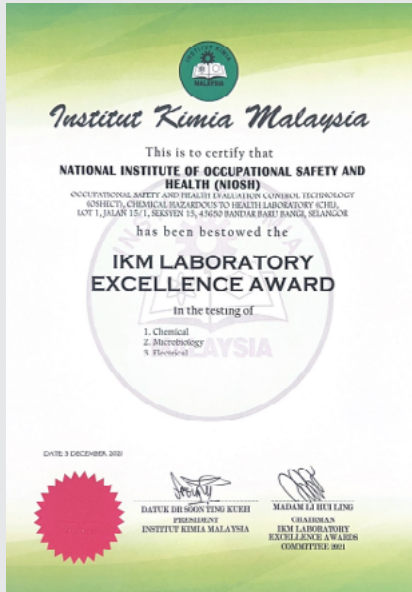 INSTITUT KIMIA
MALAYSIA
Institut Kimia Malaysia
This is to certify that
NATIONAL INSTITUTE OF OCCUPATIONAL SAFETY AND
HEALTH (NIOSH)
OCCUPATIONAL SAFETY AND HEALTH EVALUATION CONTROL TECHNOLOGY
(OSHECT), CHEMICAL HAZARDOUS TO HEALTH LABORATORY (CHL),
LOT 1, JALAN 15/1, SEKSYEN 15, 43650 BANDAR BARU BANGI, SELANGOR
has been bestowed the
IKM LABORATORY
EXCELLENCE AWARD
in the testing of
1. Chemical
2. Microbiology
3. Electrical
MALAYSIA
DATE: 3 DECEMBER 2021
DATUK DR SOON TING KUEH
PRESIDENT
INSTITUT KIMIA MALAYSIA
MADAM LI HUI LING
CHAIRMAN
IKM LABORATORY
EXCELLENCE AWARDS
COMMITTEE 2021